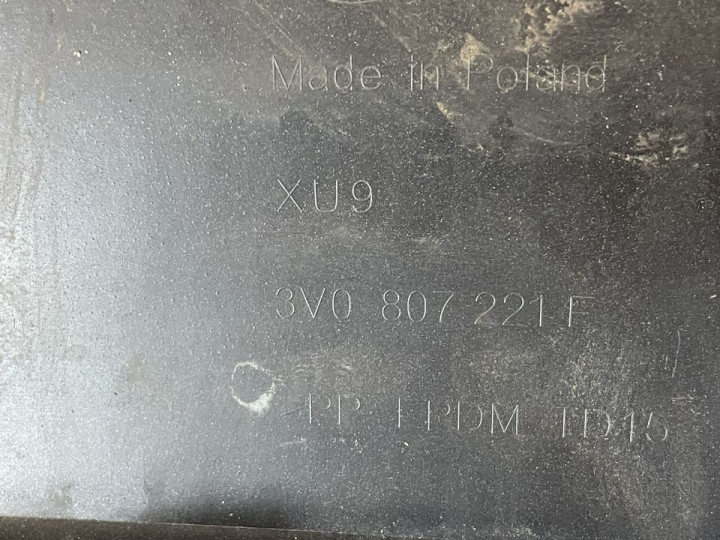 Made in Poland
XU9
3V0 807 221 F
>PP EPDM TD15